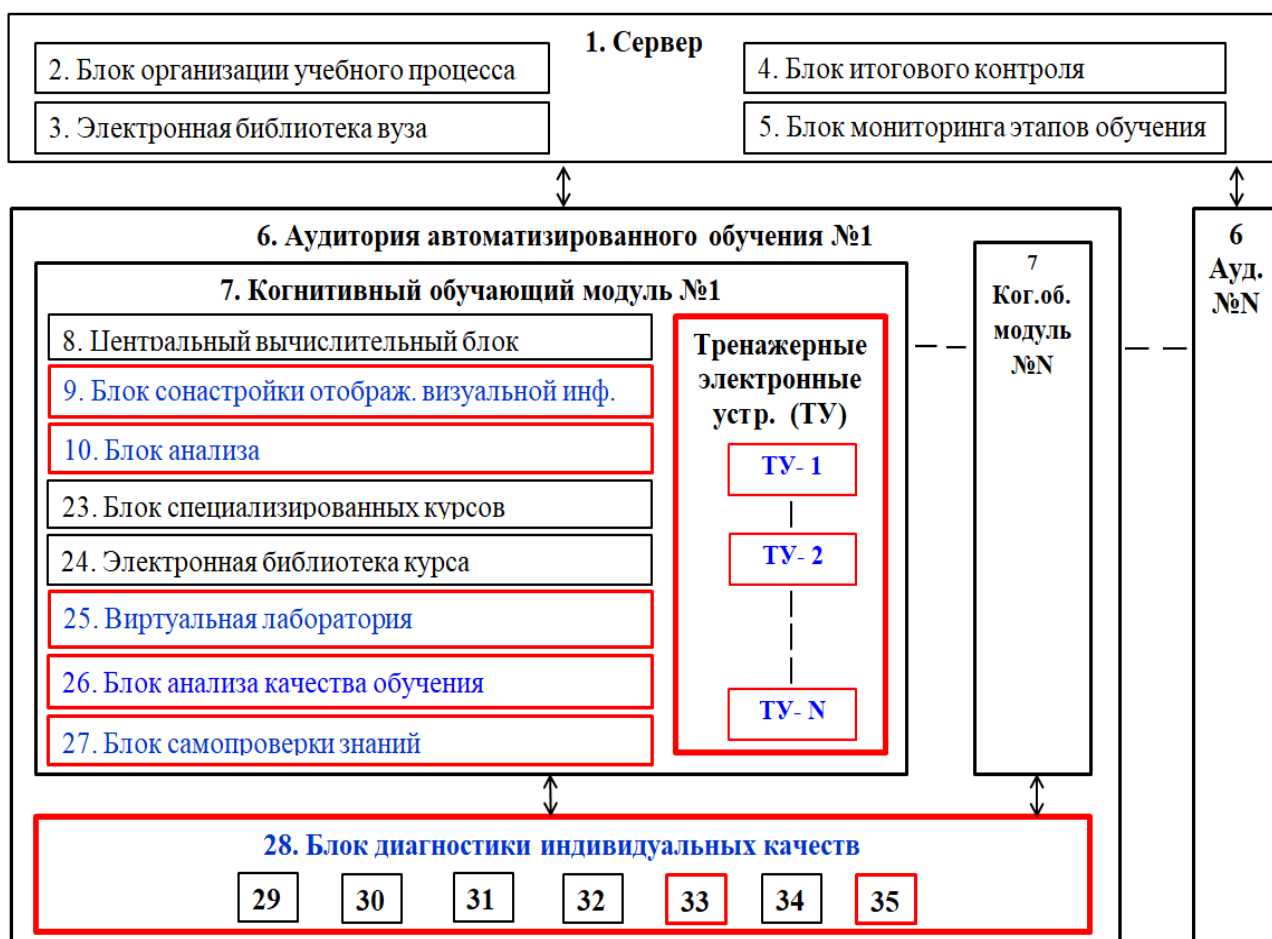 1. Сервер
2. Блок организации учебного процесса
3. Электронная библиотека вуза
4. Блок итогового контроля
5. Блок мониторинга этапов обучения
6. Аудитория автоматизированного обучения №1
7. Когнитивный обучающий модуль №1
8. Центральный вычислительный блок
9. Блок сонастройки отображ. визуальной инф.
10. Блок анализа
23. Блок специализированных курсов
24. Электронная библиотека курса
25. Виртуальная лаборатория
26. Блок анализа качества обучения
27. Блок самопроверки знаний
Тренажерные
электронные
устр. (ТУ)
ТУ- 1
ТУ- 2
ТУ- N
7
Ког.об.
модуль
№N
6
Ауд.
№N
28. Блок диагностики индивидуальных качеств
29 30 31 32 33 34 35